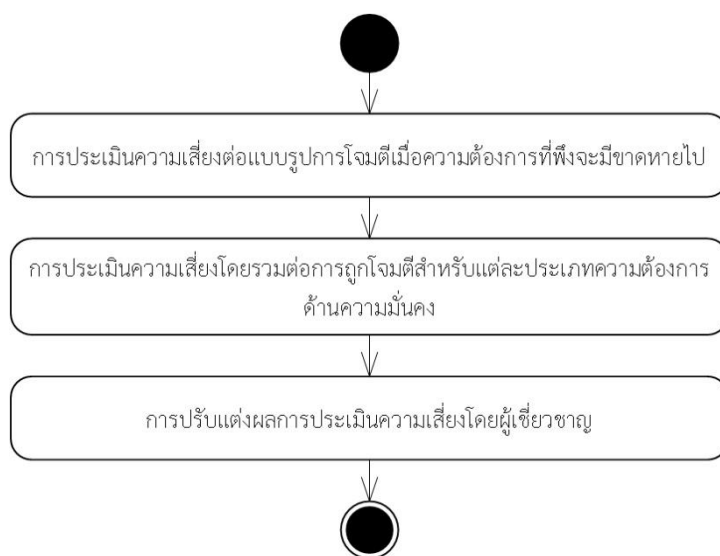 การประเมินความเสี่ยงต่อแบบรูปการโจมตีเมื่อความต้องการที่พึงจะมีขาดหายไป
การประเมินความเสี่ยงโดยรวมต่อการถูกโจมตีสำหรับแต่ละประเภทความต้องการ
ด้านความมั่นคง
การปรับแต่งผลการประเมินความเสี่ยงโดยผู้เชี่ยวชาญ